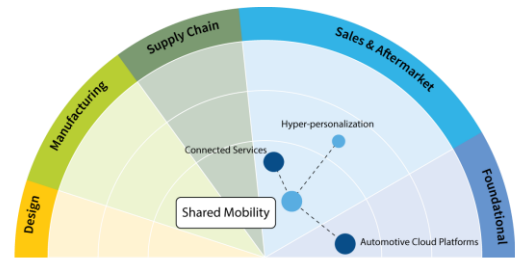 Supply Chain
Sales & Aftermarket
Manufacturing
Hyper-personalization
Connected Services
Design
Shared Mobility
Foundational
Automotive Cloud Platforms